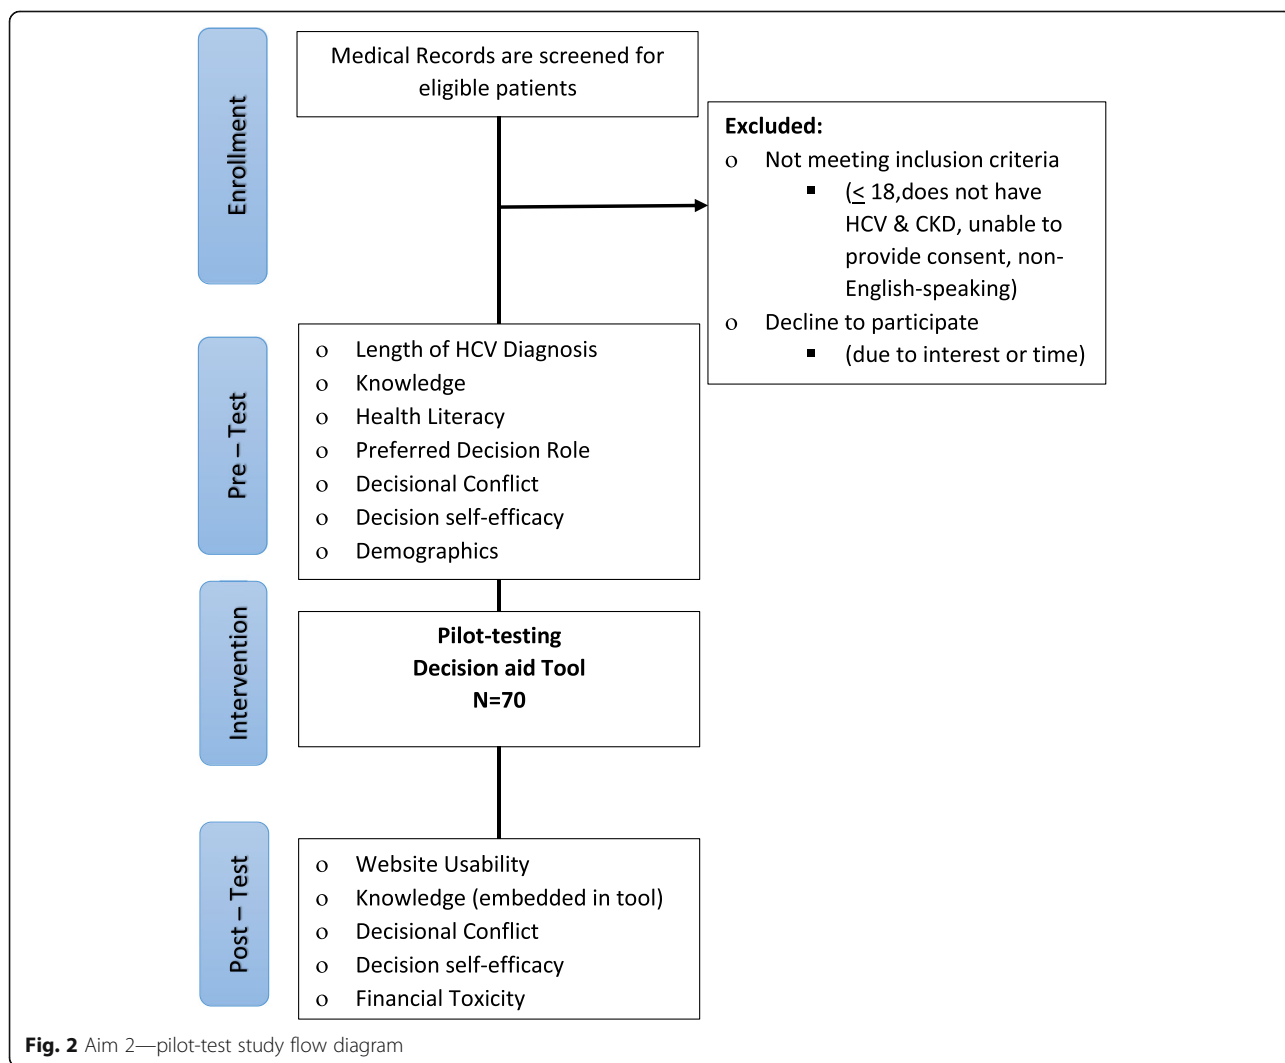 Enrollment
Medical Records are screened for
eligible patients
Excluded:
o Not meeting inclusion criteria
▪ (≤ 18,does not have
HCV & CKD, unable to
provide consent, non-
English-speaking)
o Decline to participate
▪ (due to interest or time)
Pre – Test
o Length of HCV Diagnosis
o Knowledge
o Health Literacy
o Preferred Decision Role
o Decisional Conflict
o Decision self-efficacy
o Demographics
Intervention
Pilot-testing
Decision aid Tool
N=70
Post – Test
o Website Usability
o Knowledge (embedded in tool)
o Decisional Conflict
o Decision self-efficacy
o Financial Toxicity
Fig. 2 Aim 2—pilot-test study flow diagram